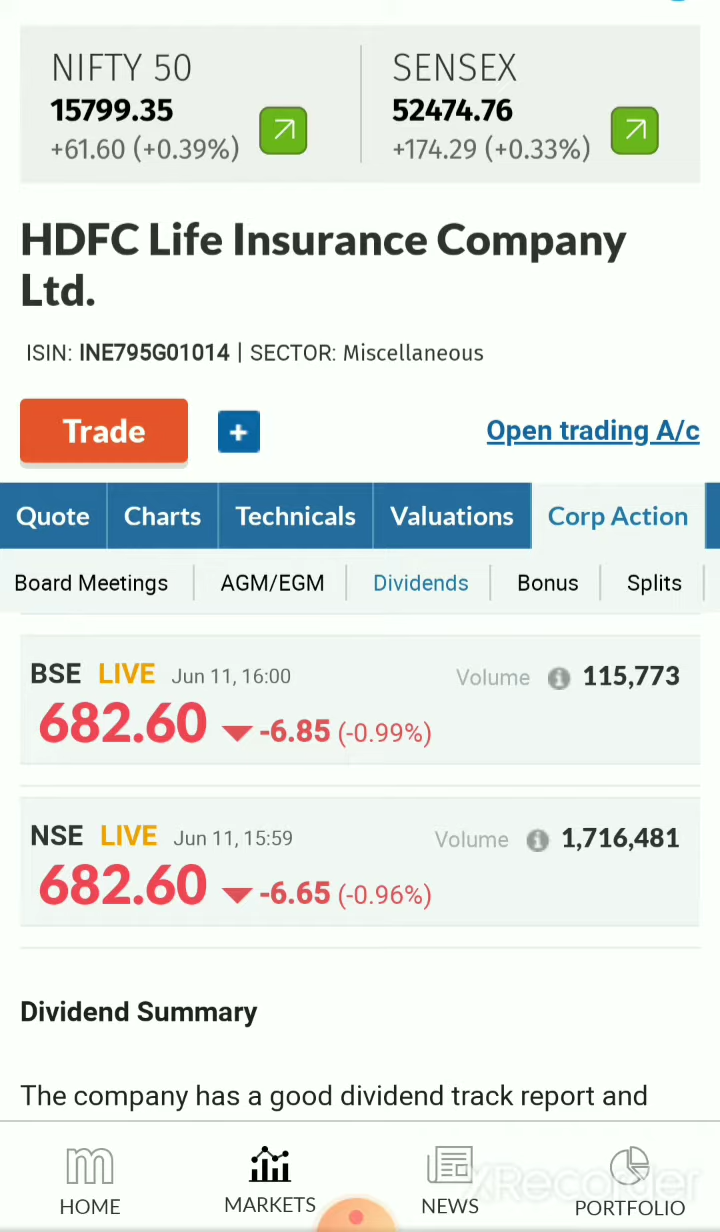 NIFTY 50
15799.35
+61.60 (+0.39%)
SENSEX
52474.76
+174.29 (+0.33%)
HDFC Life Insurance Company
Ltd.
ISIN: INE795G01014 | SECTOR: Miscellaneous
Trade
+
Open trading A/c
Quote Charts Technicals Valuations Corp Action
Board Meetings AGM/EGM Dividends Bonus Splits
BSE LIVE Jun 11, 16:00 Volume 115,773
682.60 -6.85 (-0.99%)
NSE LIVE Jun 11, 15:59 Volume 1,716,481
682.60 -6.65 (-0.96%)
Dividend Summary
The company has a good dividend track report and
XRecorder
HOME MARKETS NEWS PORTFOLIO